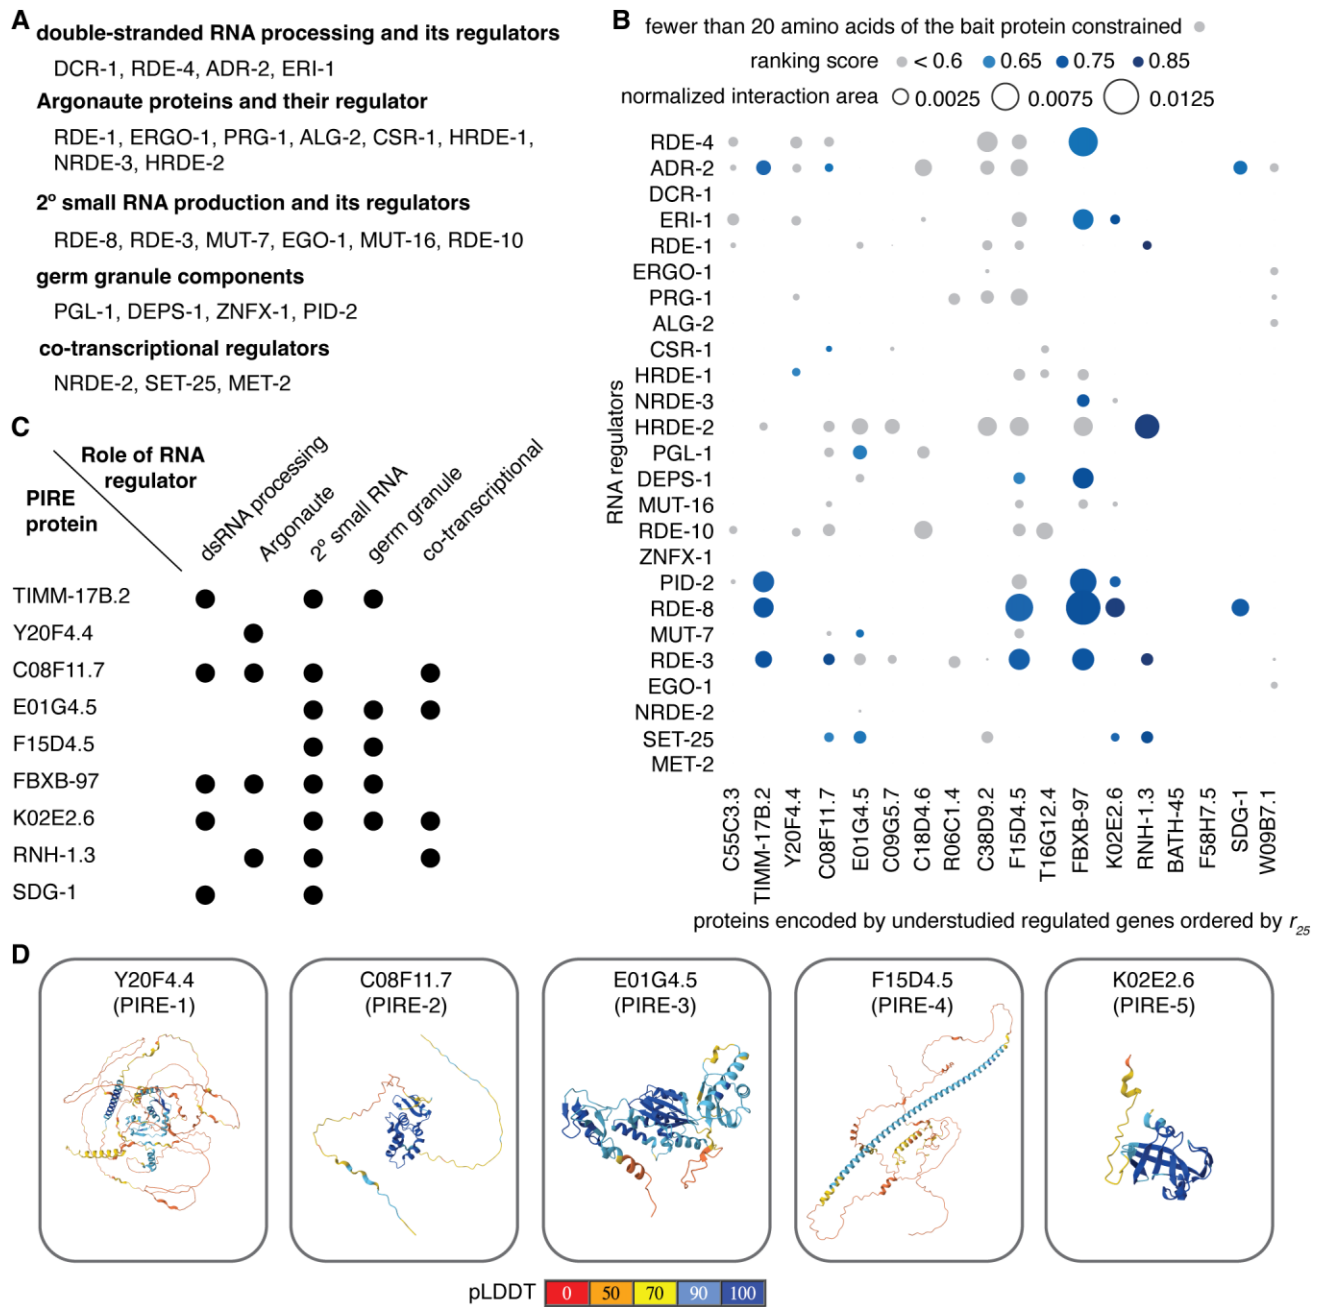 A
double-stranded RNA processing and its regulators
DCR-1, RDE-4, ADR-2, ERI-1
Argonaute proteins and their regulator
RDE-1, ERGO-1, PRG-1, ALG-2, CSR-1, HRDE-1,
NRDE-3, HRDE-2
2º small RNA production and its regulators
RDE-8, RDE-3, MUT-7, EGO-1, MUT-16, RDE-10
germ granule components
PGL-1, DEPS-1, ZNFX-1, PID-2
co-transcriptional regulators
NRDE-2, SET-25, MET-2
B
fewer than 20 amino acids of the bait protein constrained
ranking score < 0.6 0.65 0.75 0.85
normalized interaction area 0.0025 0.0075 0.0125
RNA regulators
RDE-4
ADR-2
DCR-1
ERI-1
RDE-1
ERGO-1
PRG-1
ALG-2
CSR-1
HRDE-1
NRDE-3
HRDE-2
PGL-1
DEPS-1
MUT-16
RDE-10
ZNFX-1
PID-2
RDE-8
MUT-7
RDE-3
EGO-1
NRDE-2
SET-25
MET-2
C55C3.3
TIMM-17B.2
Y20F4.4
C08F11.7
E01G4.5
C09G5.7
C18D4.6
R06C1.4
C38D9.2
F15D4.5
T16G12.4
FBXB-97
K02E2.6
RNH-1.3
BATH-45
F58H7.5
SDG-1
W09B7.1
proteins encoded by understudied regulated genes ordered by r25
C
Role of RNA
regulator
PIRE
protein
dsRNA processing
Argonaute
2º small RNA
germ granule
co-transcriptional
TIMM-17B.2
Y20F4.4
C08F11.7
E01G4.5
F15D4.5
FBXB-97
K02E2.6
RNH-1.3
SDG-1
D
Y20F4.4
(PIRE-1)
C08F11.7
(PIRE-2)
E01G4.5
(PIRE-3)
F15D4.5
(PIRE-4)
K02E2.6
(PIRE-5)
pLDDT 0 50 70 90 100